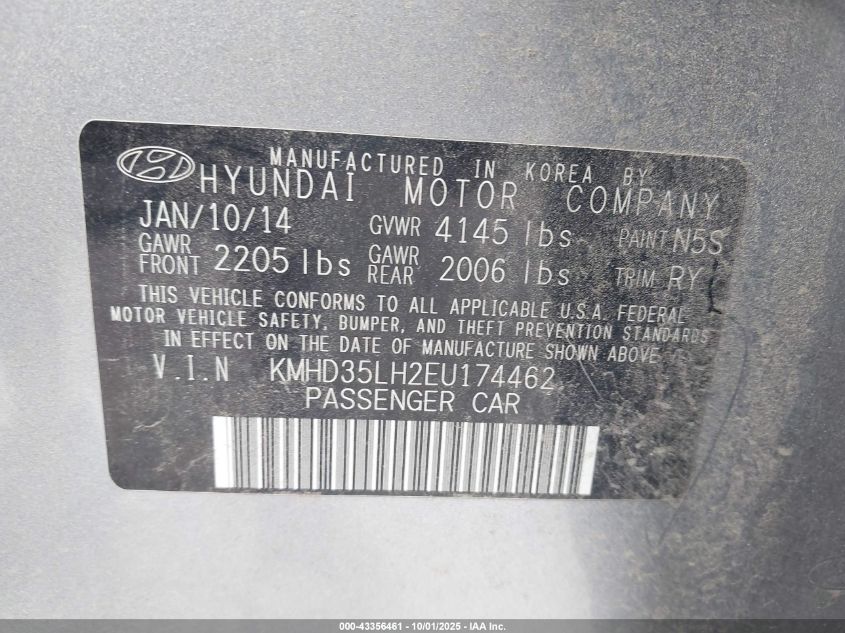 MANUFACTURED IN KOREA BY
HYUNDAI MOTOR COMPANY
JAN/10/14 GVWR 4145 lbs PAINT N5S
GAWR FRONT 2205 lbs GAWR REAR 2006 lbs TRIM RY
THIS VEHICLE CONFORMS TO ALL APPLICABLE U.S.A. FEDERAL
MOTOR VEHICLE SAFETY, BUMPER, AND THEFT PREVENTION STANDARDS
IN EFFECT ON THE DATE OF MANUFACTURE SHOWN ABOVE
V.I.N KMHD35LH2EU174462
PASSENGER CAR
000-43356461 - 10/01/2025 - IAA Inc.